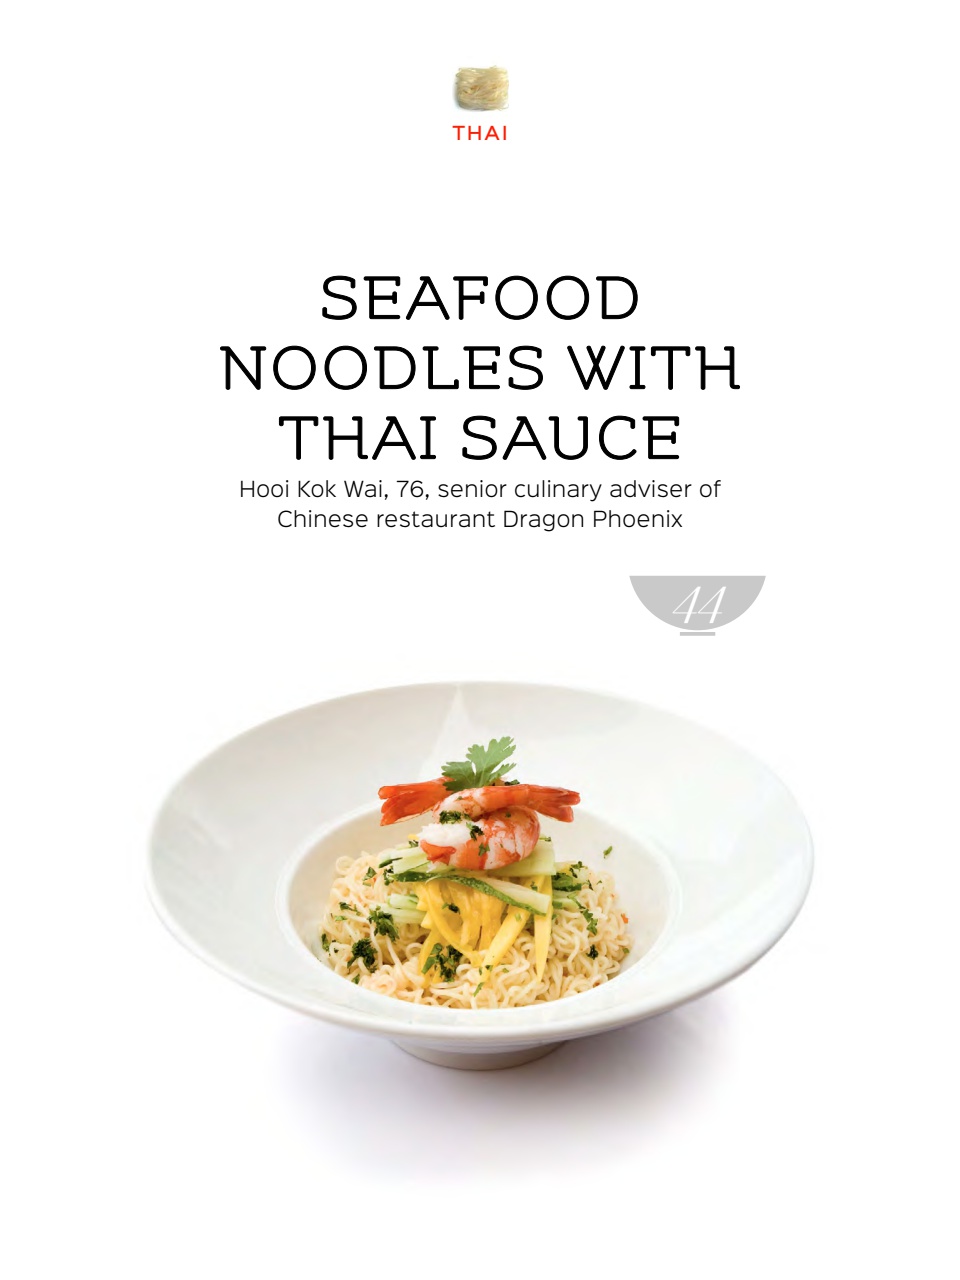 THAI
SEAFOOD
NOODLES WITH
THAI SAUCE
Hooi Kok Wai, 76, senior culinary adviser of
Chinese restaurant Dragon Phoenix
44